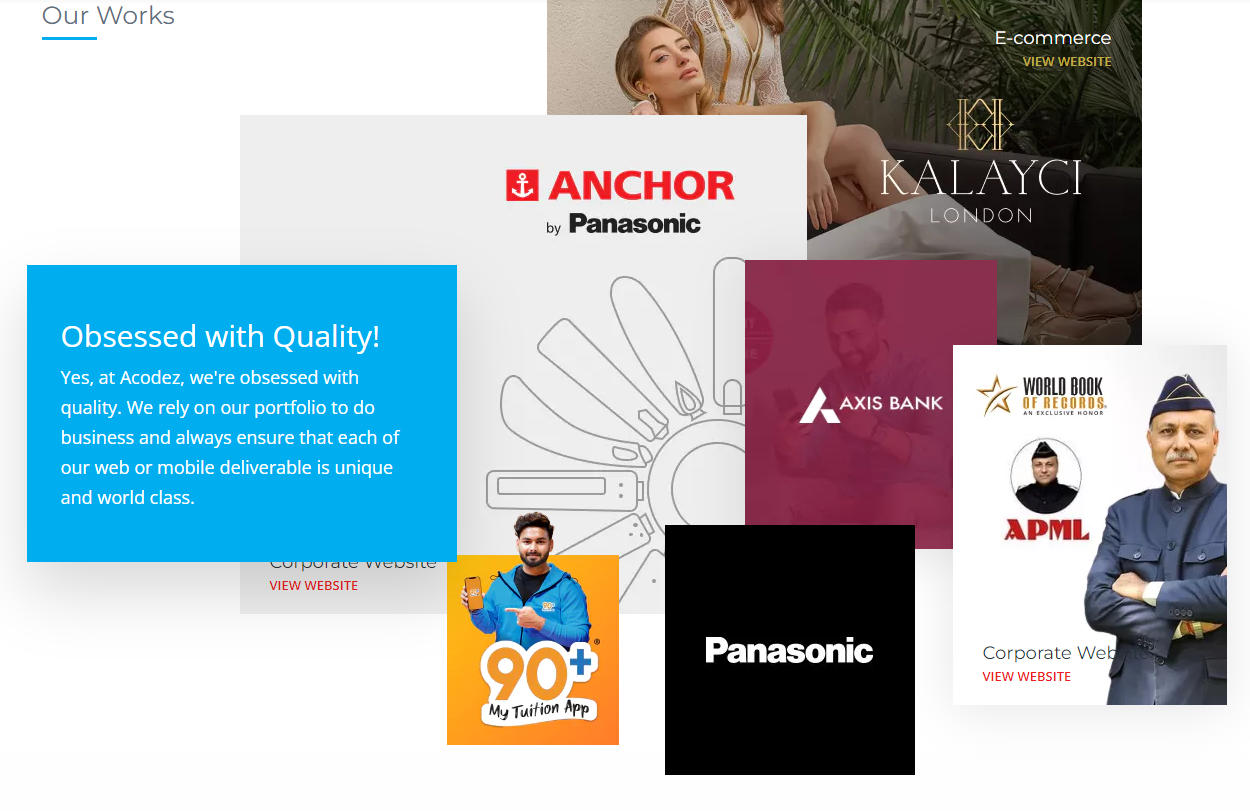 Our Works
E-commerce
VIEW WEBSITE
KALAYCI
LONDON
ANCHOR
by Panasonic
Obsessed with Quality!
Yes, at Acodez, we're obsessed with
quality. We rely on our portfolio to do
business and always ensure that each of
our web or mobile deliverable is unique
and world class.
AXIS BANK
WORLD BOOK
OF RECORDS
AN EXCLUSIVE HONOR
APML
Corporate Website
VIEW WEBSITE
90+
My Tuition App
Panasonic
Corporate Website
VIEW WEBSITE